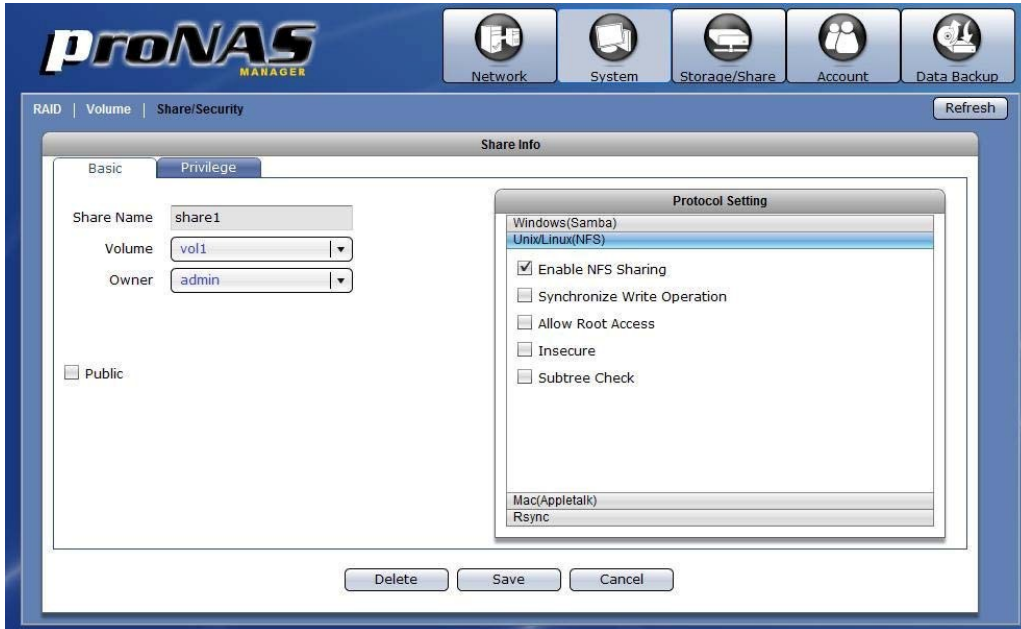 proNAS
MANAGER
Network System Storage/Share Account Data Backup
RAID | Volume | Share/Security Refresh
Share Info
Basic Privilege
Share Name share1
Volume vol1
Owner admin
Public
Protocol Setting
Windows(Samba)
Unix/Linux(NFS)
Enable NFS Sharing
Synchronize Write Operation
Allow Root Access
Insecure
Subtree Check
Mac(Appletalk)
Rsync
Delete Save Cancel